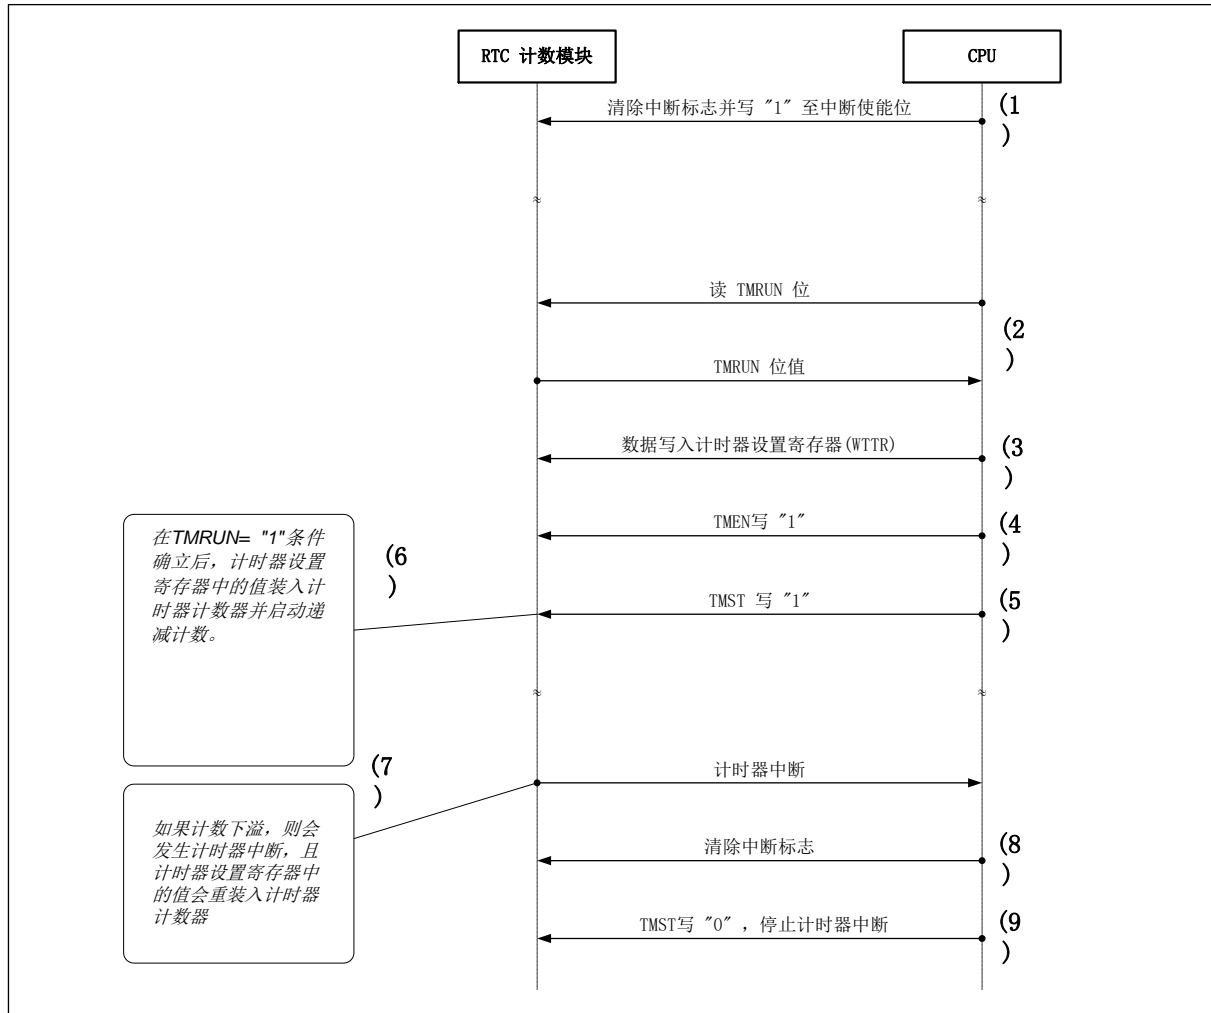 RTC 计数模块
CPU
清除中断标志并写 "1" 至中断使能位
(1
)
读 TMRUN 位
(2
)
TMRUN 位值
数据写入计时器设置寄存器(WTTR)
(3
)
TMEN写 "1"
(4
)
在TMRUN= "1"条件
确立后，计时器设置
寄存器中的值装入计
时器计数器并启动递
减计数。
(6
)
TMST 写 "1"
(5
)
(7
)
计时器中断
如果计数下溢，则会
发生计时器中断，且
计时器设置寄存器中
的值会重装入计时器
计数器
清除中断标志
(8
)
TMST写 "0" ，停止计时器中断
(9
)